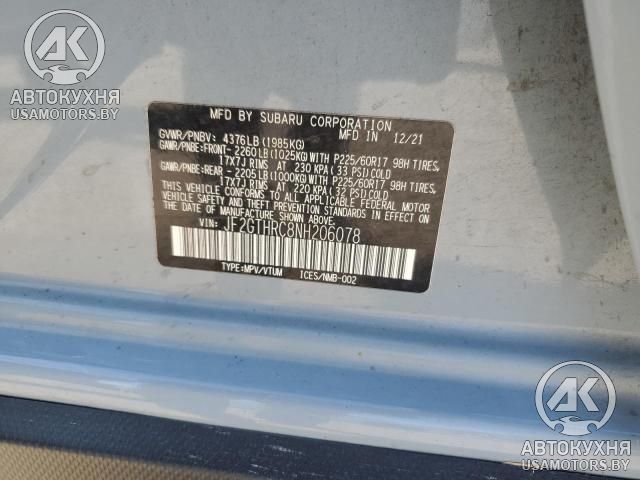 АК
АВТОКУХНЯ
USAMOTORS.BY
MFD BY SUBARU CORPORATION
GVWR/PNBV: 4376LB (1985KG) MFD IN 12/21
GAWR/PNBE: FRONT- 2260LB (1025KG) WITH P225/60R17 98H TIRES,
17X7J RIMS AT 230 KPA (33 PSI) COLD
GAWR/PNBE: REAR - 2205LB (1000KG) WITH P225/60R17 98H TIRES,
17X7J RIMS AT 220 KPA (32 PSI) COLD
THIS VEHICLE CONFORMS TO ALL APPLICABLE FEDERAL MOTOR
VEHICLE SAFETY, BUMPER, AND THEFT PREVENTION STANDARDS
IN EFFECT ON THE DATE OF MANUFACTURE SHOWN ABOVE.
VIN: JF2GTHRC8NH206078
TYPE:MPV/VTUM ICES/NMB-002
АК
АВТОКУХНЯ
USAMOTORS.BY